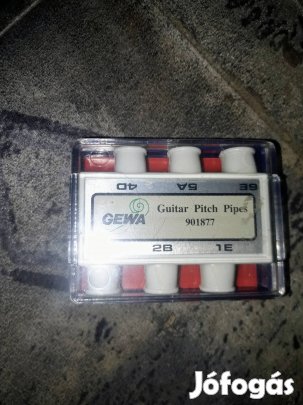 4D 5A 6E
GEWA
Guitar Pitch Pipes
901877
2B 1E
Jófogás